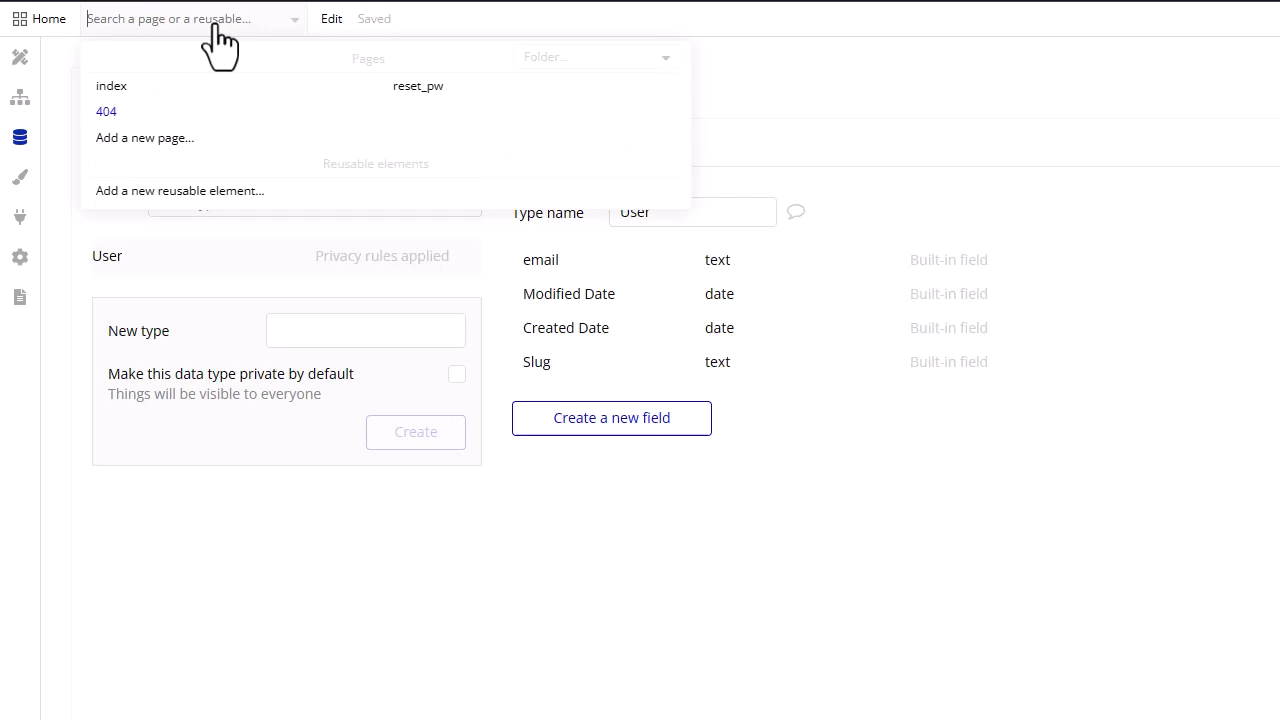 Home
Search a page or a reusable...
Edit
Saved
Pages
Folder...
index
reset_pw
404
Add a new page...
Reusable elements
Add a new reusable element...
Type name
User
User
Privacy rules applied
email
text
Built-in field
Modified Date
date
Built-in field
New type
Created Date
date
Built-in field
Slug
text
Built-in field
Make this data type private by default
Things will be visible to everyone
Create
Create a new field